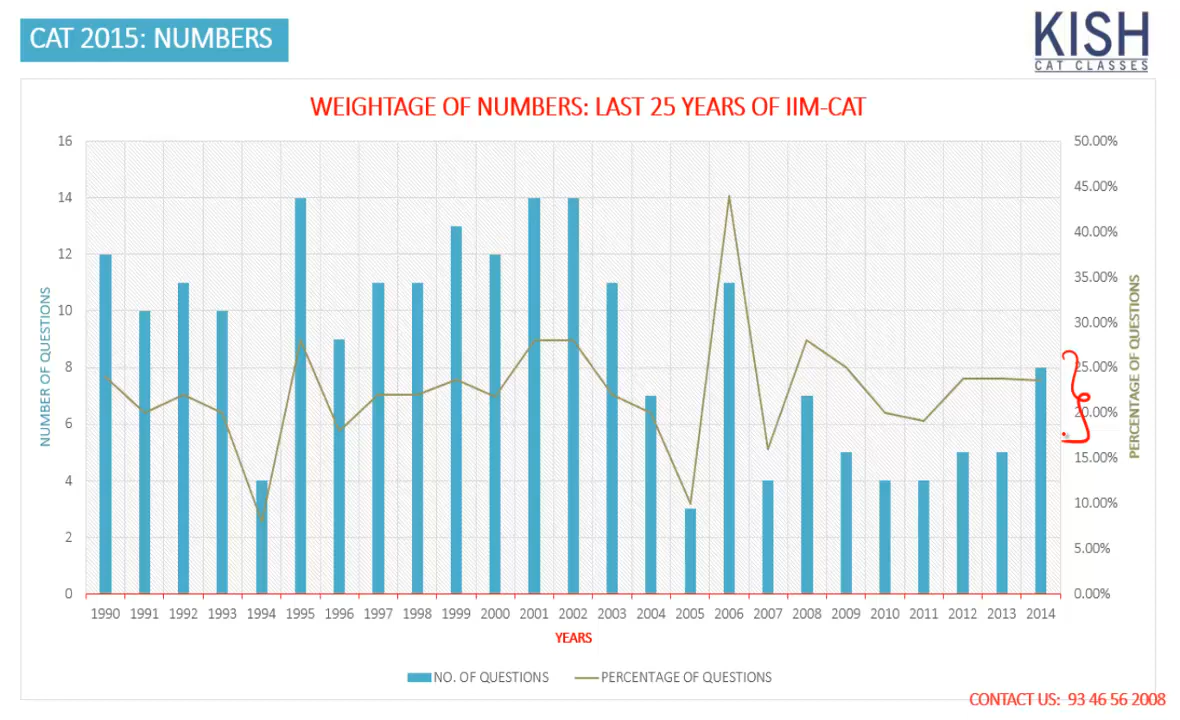 CAT 2015: NUMBERS
KISH
CAT CLASSES
WEIGHTAGE OF NUMBERS: LAST 25 YEARS OF IIM-CAT
16
14
12
10
8
6
4
2
0
NUMBER OF QUESTIONS
50.00%
45.00%
40.00%
35.00%
30.00%
25.00%
20.00%
15.00%
10.00%
5.00%
0.00%
PERCENTAGE OF QUESTIONS
1990 1991 1992 1993 1994 1995 1996 1997 1998 1999 2000 2001 2002 2003 2004 2005 2006 2007 2008 2009 2010 2011 2012 2013 2014
YEARS
NO. OF QUESTIONS PERCENTAGE OF QUESTIONS
CONTACT US: 93 46 56 2008